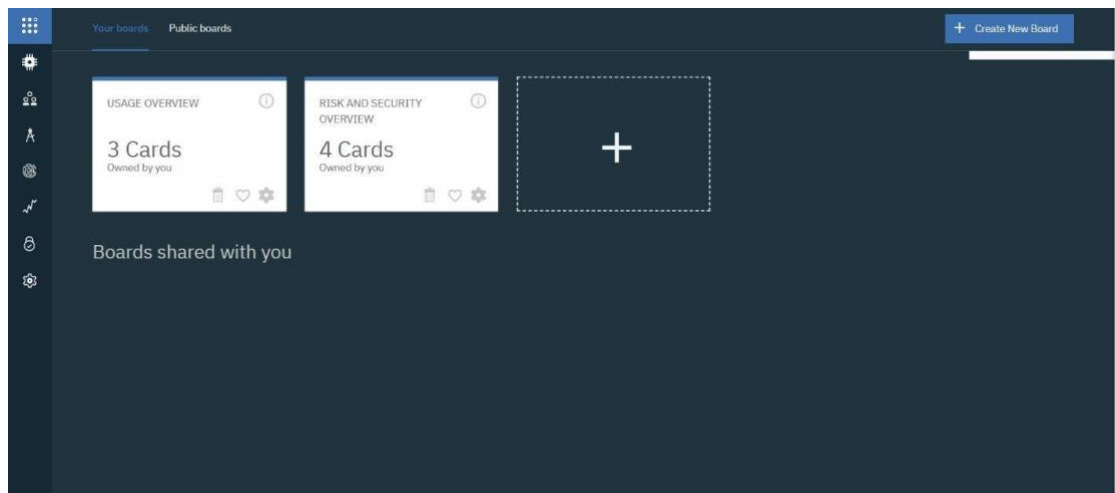 Your boards
Public boards
+ Create New Board
USAGE OVERVIEW
3 Cards
Owned by you
RISK AND SECURITY
OVERVIEW
4 Cards
Owned by you
Boards shared with you